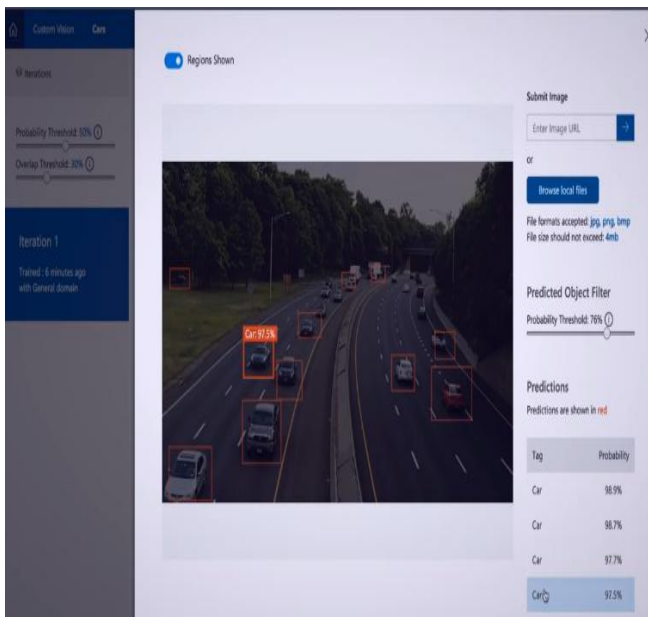 Custom Vision Cars
Iterations
Probability Threshold: 50%
Overlap Threshold: 30%
Iteration 1
Trained : 6 minutes ago
with General domain
Regions Shown
Car: 97.5%
Submit Image
Enter Image URL
or
Browse local files
File formats accepted: jpg, png, bmp
File size should not exceed: 4mb
Predicted Object Filter
Probability Threshold: 76%
Predictions
Predictions are shown in red
Tag Probability
Car 98.9%
Car 98.7%
Car 97.7%
Car 97.5%